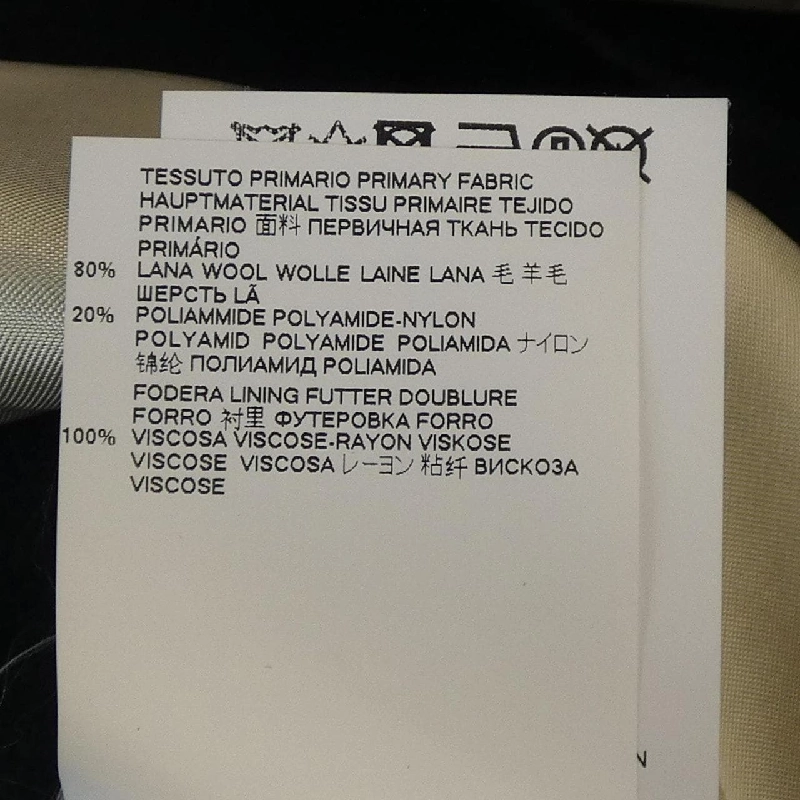 TESSUTO PRIMARIO PRIMARY FABRIC
HAUPTMATERIAL TISSU PRIMAIRE TEJIDO
PRIMARIO 面料 ПЕРВИЧНАЯ ТКАНЬ TECIDO
PRIMÁRIO
80% LANA WOOL WOLLE LAINE LANA 毛 羊毛
ШЕРСТЬ LÃ
20% POLIAMMIDE POLYAMIDE-NYLON
POLYAMID POLYAMIDE POLIAMIDA ナイロン
锦纶 ПОЛИАМИД POLIAMIDA
FODERA LINING FUTTER DOUBLURE
FORRO 衬里 ФУТЕРОВКА FORRO
100% VISCOSA VISCOSE-RAYON VISKOSE
VISCOSE VISCOSA レーヨン 粘纤 ВИСКОЗА
VISCOSE